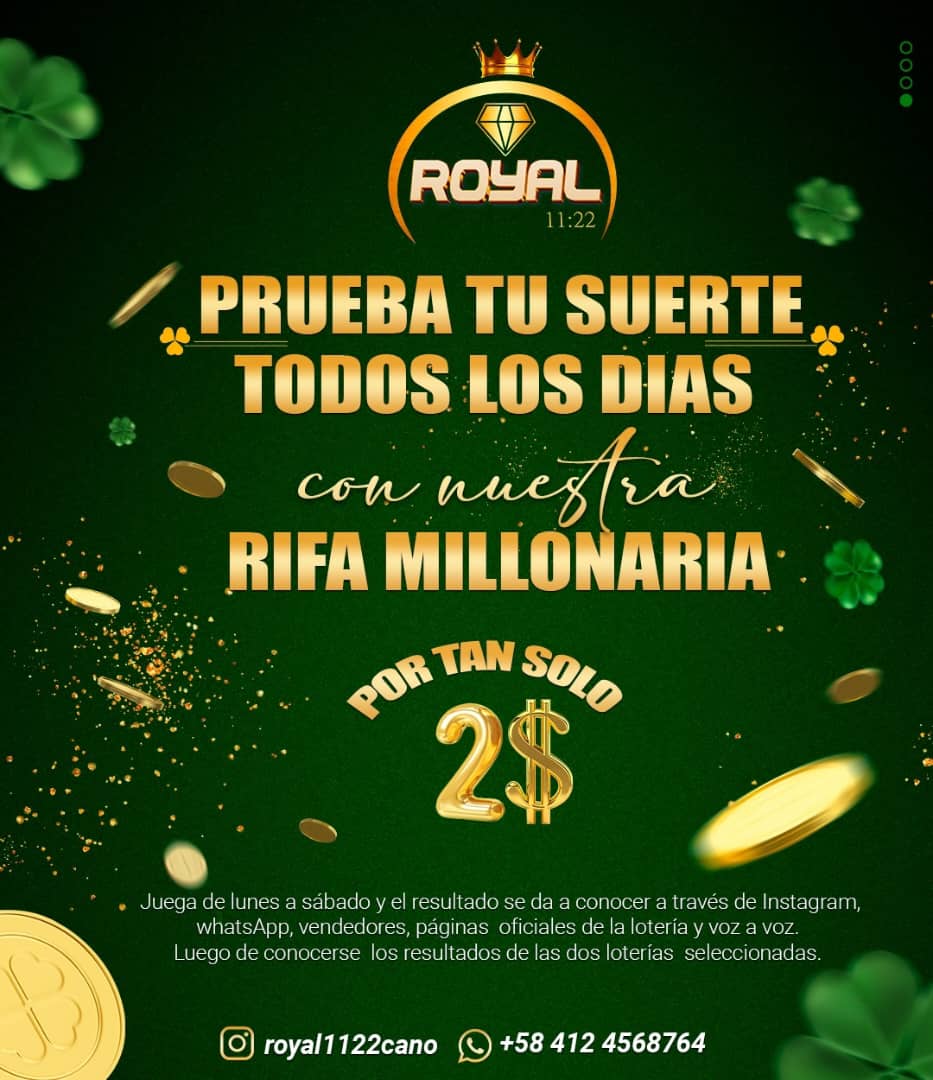 ROYAL
11:22
PRUEBA TU SUERTE
TODOS LOS DIAS
con nuestra
RIFA MILLONARIA
POR TAN SOLO
2$
Juega de lunes a sábado y el resultado se da a conocer a través de Instagram,
whatsApp, vendedores, páginas oficiales de la lotería y voz a voz.
Luego de conocerse los resultados de las dos loterías seleccionadas.
royal1122cano +58 412 4568764